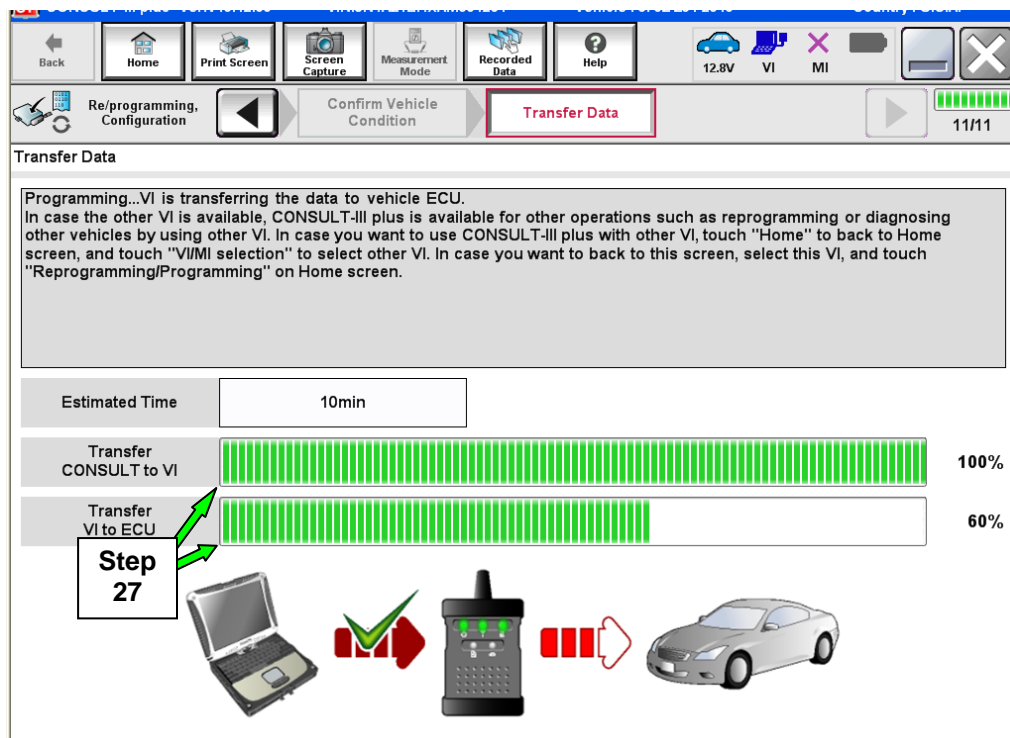 Back
Home
Print Screen
Screen
Capture
Measurement
Mode
Recorded
Data
Help
12.8V
VI
MI
Re/programming,
Configuration
Confirm Vehicle
Condition
Transfer Data
11/11
Transfer Data
Programming...VI is transferring the data to vehicle ECU.
In case the other VI is available, CONSULT-III plus is available for other operations such as reprogramming or diagnosing
other vehicles by using other VI. In case you want to use CONSULT-III plus with other VI, touch "Home" to back to Home
screen, and touch "VI/MI selection" to select other VI. In case you want to back to this screen, select this VI, and touch
"Reprogramming/Programming" on Home screen.
Estimated Time
10min
Transfer
CONSULT to VI
100%
Transfer
VI to ECU
60%
Step
27